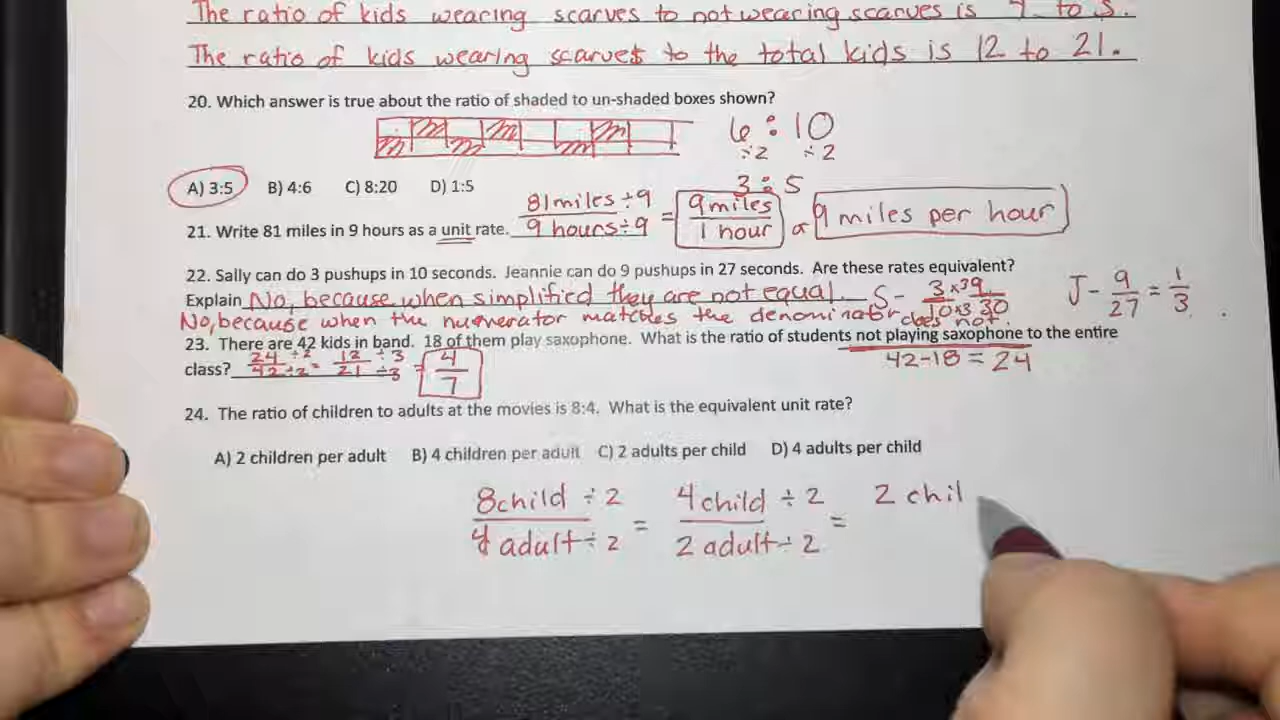 The ratio of kids wearing scarves to not wearing scarves is to
The ratio of kids wearing scarves to the total kids is 12 to 21.
20. Which answer is true about the ratio of shaded to un-shaded boxes shown?
6 : 10
÷2 ÷2
3 : 5
A) 3:5 B) 4:6 C) 8:20 D) 1:5
21. Write 81 miles in 9 hours as a unit rate. 81 miles ÷9 / 9 hours ÷9 = 9 miles / 1 hour or 9 miles per hour
22. Sally can do 3 pushups in 10 seconds. Jeannie can do 9 pushups in 27 seconds. Are these rates equivalent?
Explain No, because when simplified they are not equal. S - 3 ×3 9 / 10 ×3 30 J - 9/27 = 1/3
No, because when the numerator matches the denominator does not.
23. There are 42 kids in band. 18 of them play saxophone. What is the ratio of students not playing saxophone to the entire
class? 24 ÷2 / 42 ÷2 = 12 ÷3 / 21 ÷3 = 4/7 42-18 = 24
24. The ratio of children to adults at the movies is 8:4. What is the equivalent unit rate?
A) 2 children per adult B) 4 children per adult C) 2 adults per child D) 4 adults per child
8child ÷ 2 4child ÷ 2 2 chil
4 adult ÷ 2 = 2 adult ÷ 2 =